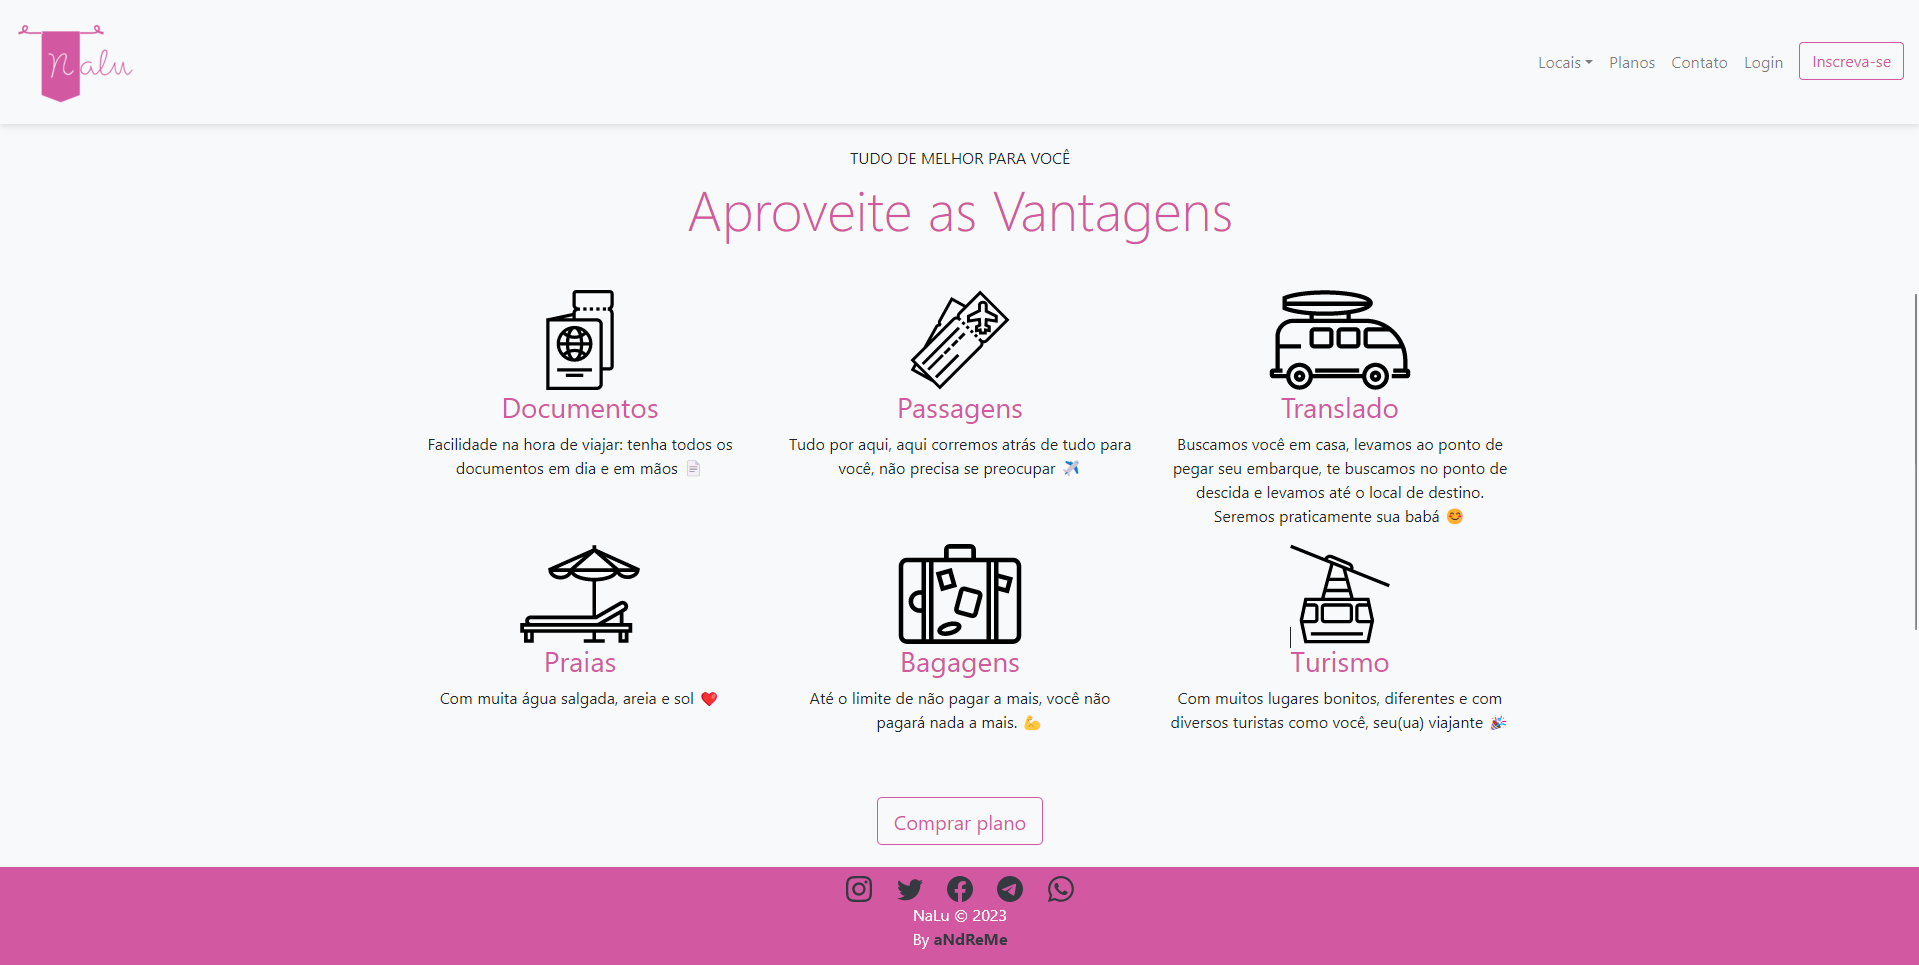 Nalu
Locais
Planos
Contato
Login
Inscreva-se
TUDO DE MELHOR PARA VOCÊ
Aproveite as Vantagens
Documentos
Facilidade na hora de viajar: tenha todos os
documentos em dia e em mãos 📄
Passagens
Tudo por aqui, aqui corremos atrás de tudo para
você, não precisa se preocupar ✈️
Translado
Buscamos você em casa, levamos ao ponto de
pegar seu embarque, te buscamos no ponto de
descida e levamos até o local de destino.
Seremos praticamente sua babá 😊
Praias
Com muita água salgada, areia e sol ❤️
Bagagens
Até o limite de não pagar a mais, você não
pagará nada a mais. 💪
Turismo
Com muitos lugares bonitos, diferentes e com
diversos turistas como você, seu(ua) viajante 🎉
Comprar plano
NaLu © 2023
By aNdReMe